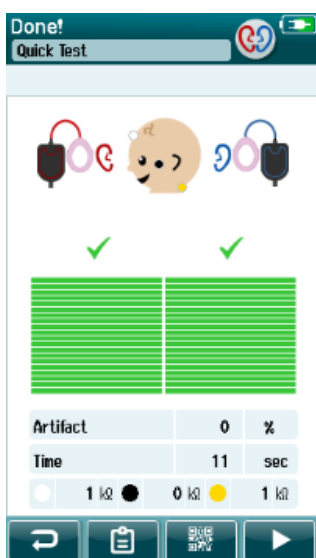 Done!
Quick Test
Artifact 0 %
Time 11 sec
1 kΩ 0 kΩ 1 kΩ